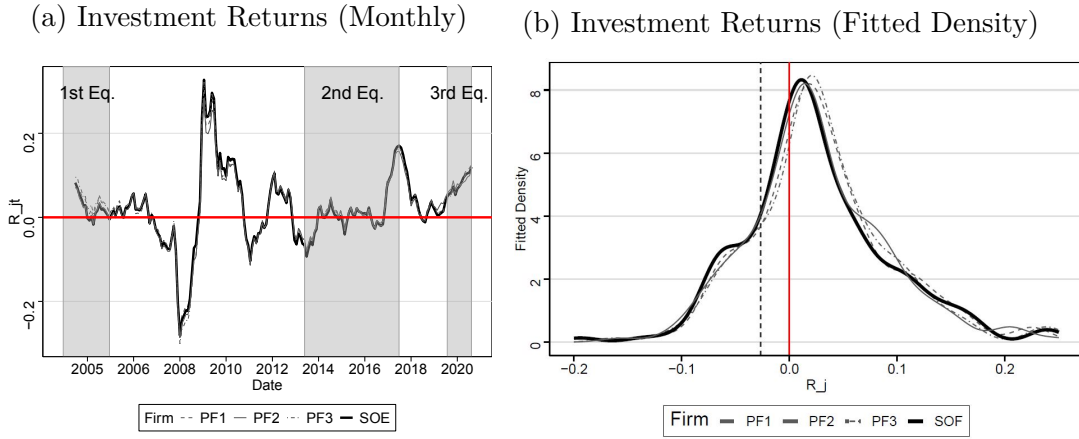 (a) Investment Returns (Monthly)
1st Eq.
2nd Eq.
3rd Eq.
R_jt
0.2
0.0
−0.2
2005 2006 2008 2010 2012 2014 2016 2018 2020
Date
Firm PF1 PF2 PF3 SOE
(b) Investment Returns (Fitted Density)
Fitted Density
8
6
4
2
0
−0.2 −0.1 0.0 0.1 0.2
R_j
Firm PF1 PF2 PF3 SOF